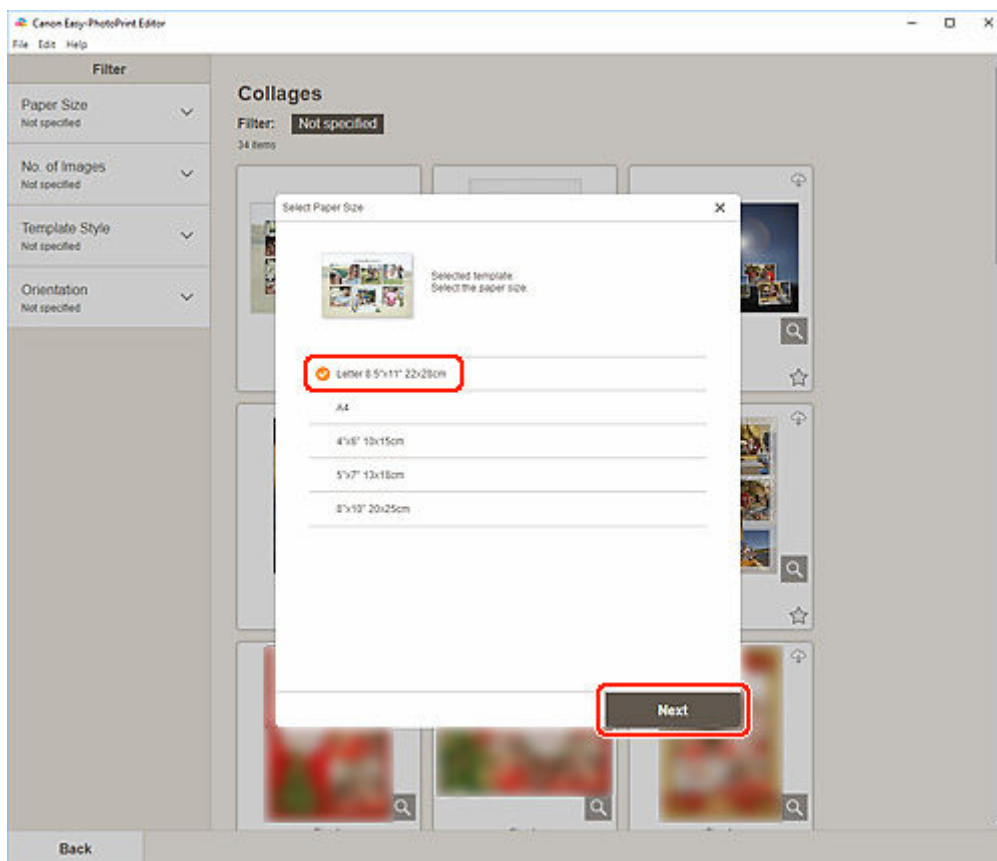 Canon Easy-PhotoPrint Editor
File Edit Help
Filter
Paper Size
Not specified
No. of Images
Not specified
Template Style
Not specified
Orientation
Not specified
Collages
Filter: Not specified
34 items
Select Paper Size
Selected template.
Select the paper size.
Letter 8.5"x11" 22x28cm
A4
4"x6" 10x15cm
5"x7" 13x18cm
8"x10" 20x25cm
Next
Back